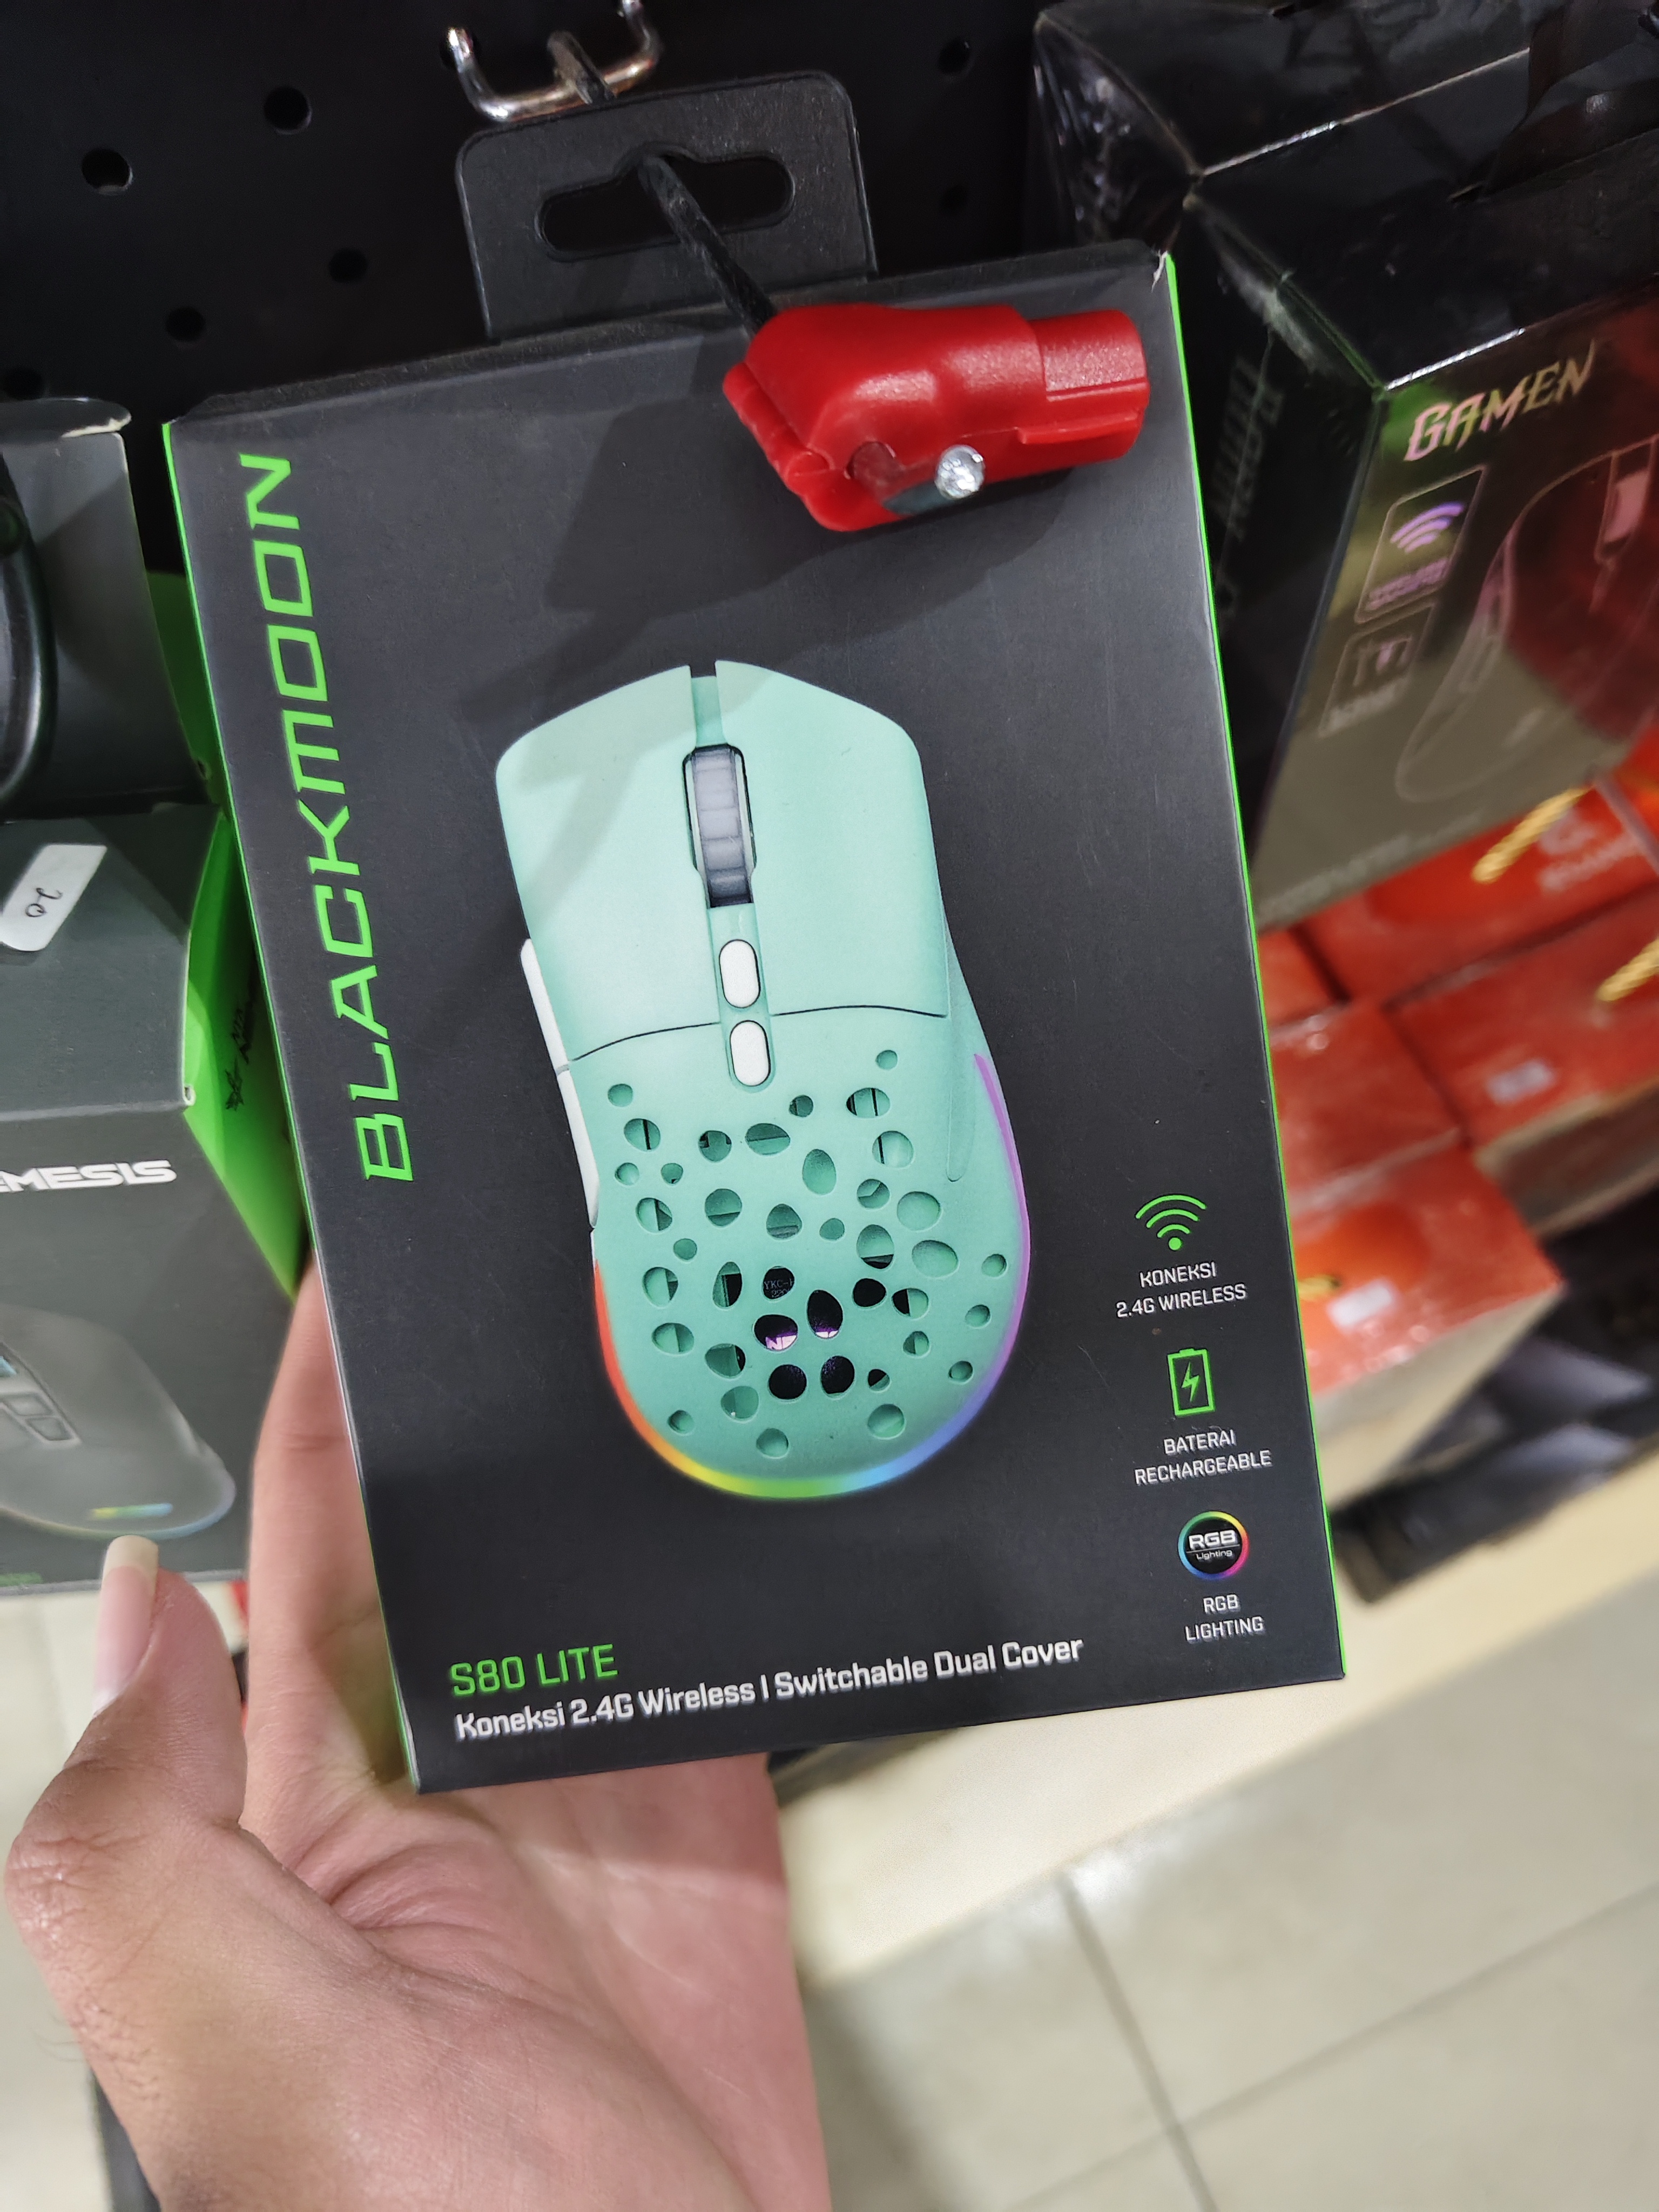 BLACKMOON
GAMEN
20
EMESIS
KONEKSI
2.4G WIRELESS
BATERAI
RECHARGEABLE
RGB
Lighting
RGB
LIGHTING
S80 LITE
Koneksi 2.4G Wireless | Switchable Dual Cover